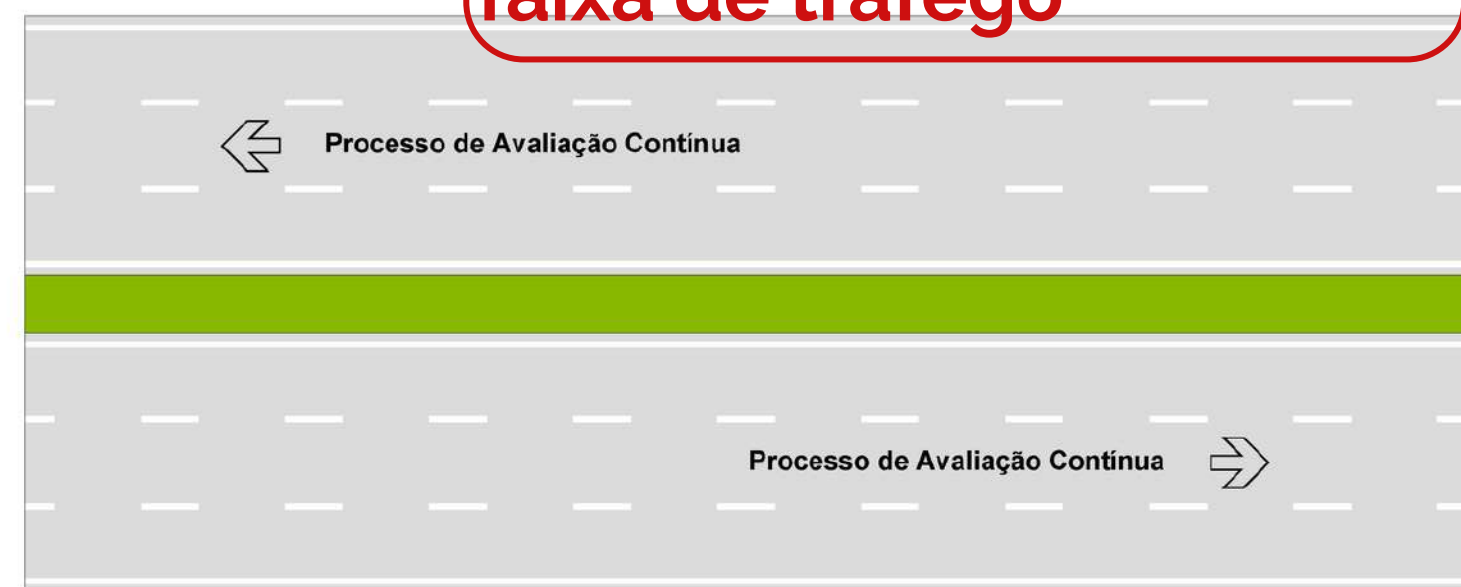 faixa de tráfego
Processo de Avaliação Contínua
Processo de Avaliação Contínua